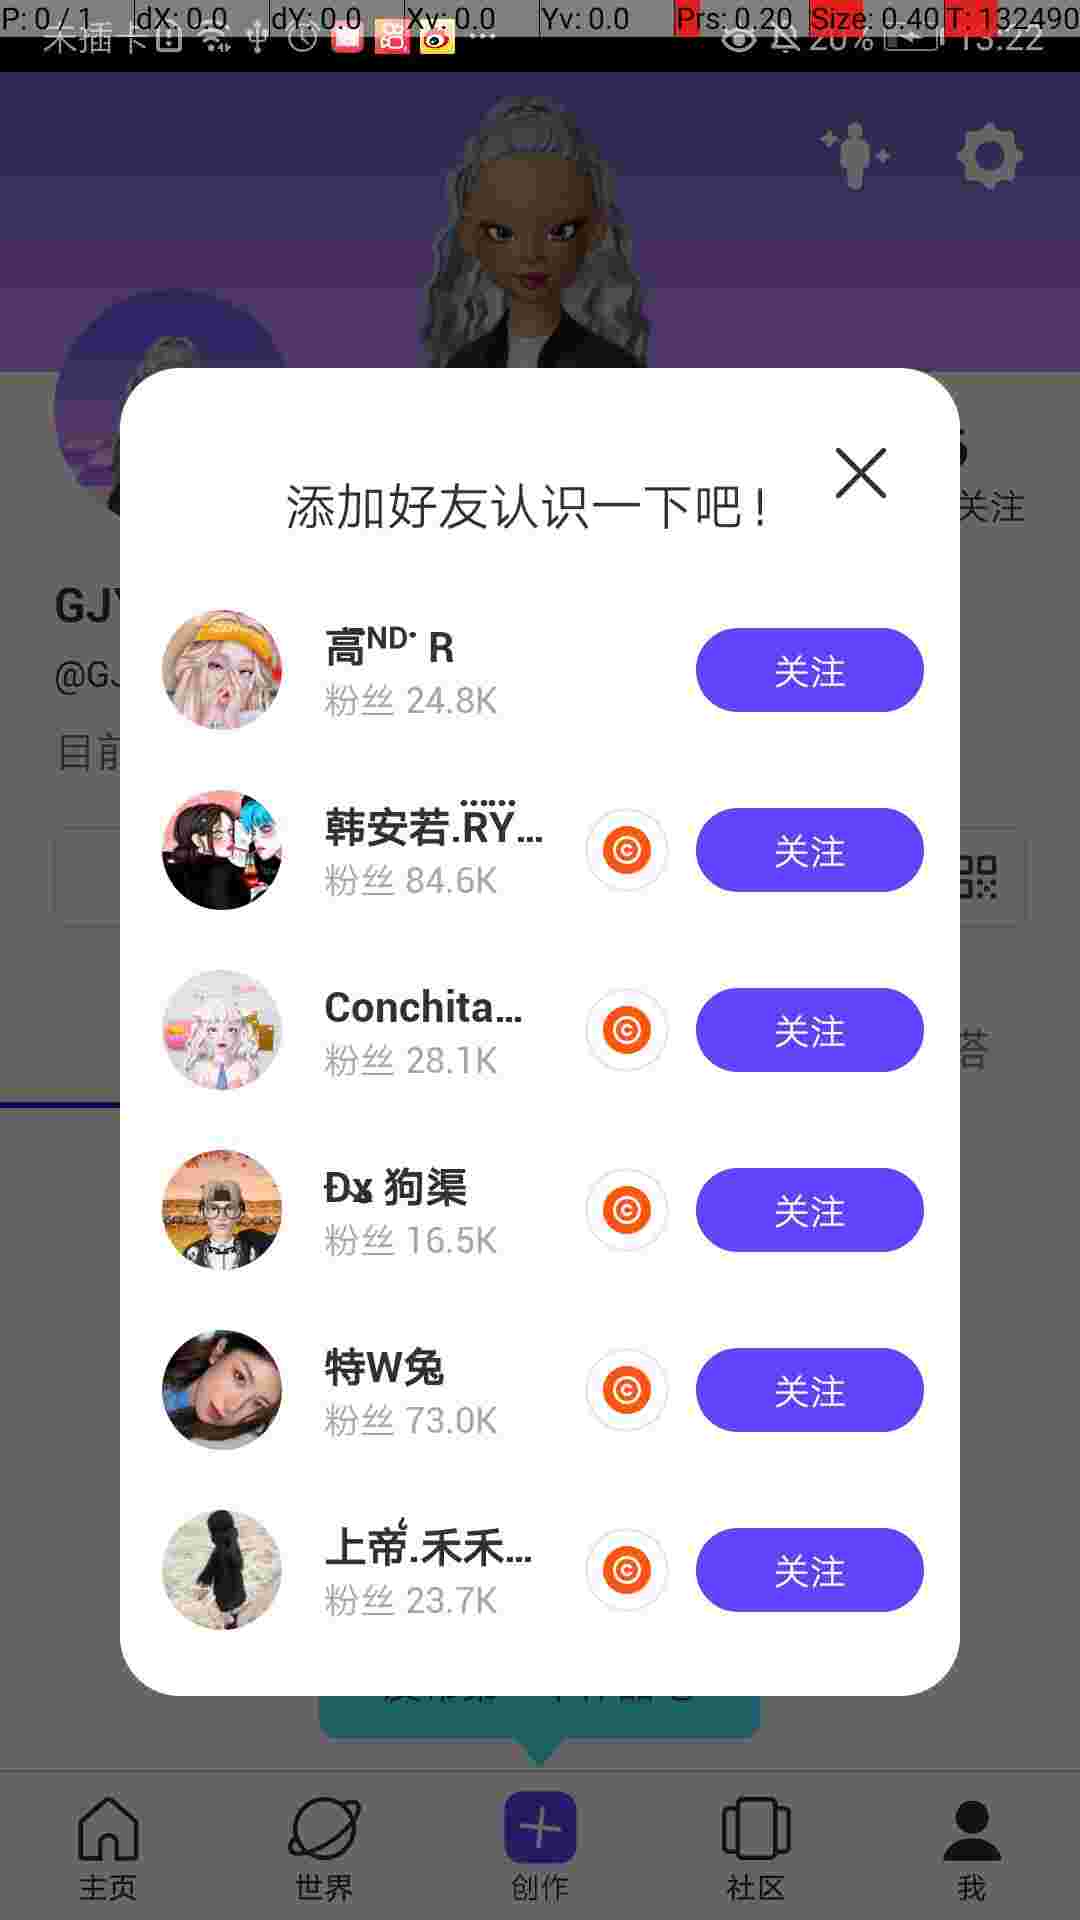 P: 0 / 1 dX: 0.0 dY: 0.0 Xv: 0.0 Yv: 0.0 Prs: 0.20 Size: 0.40 T: 132490
未插卡 20% 13:22
添加好友认识一下吧!
关注
GJY
@GJ
目前
高ᴺᴰ· R
粉丝 24.8K
关注
韩安若.RY...
粉丝 84.6K
关注
Conchita...
粉丝 28.1K
关注
答
狗渠
粉丝 16.5K
关注
特W兔
粉丝 73.0K
关注
上帝.禾禾...
粉丝 23.7K
关注
主页 世界 创作 社区 我